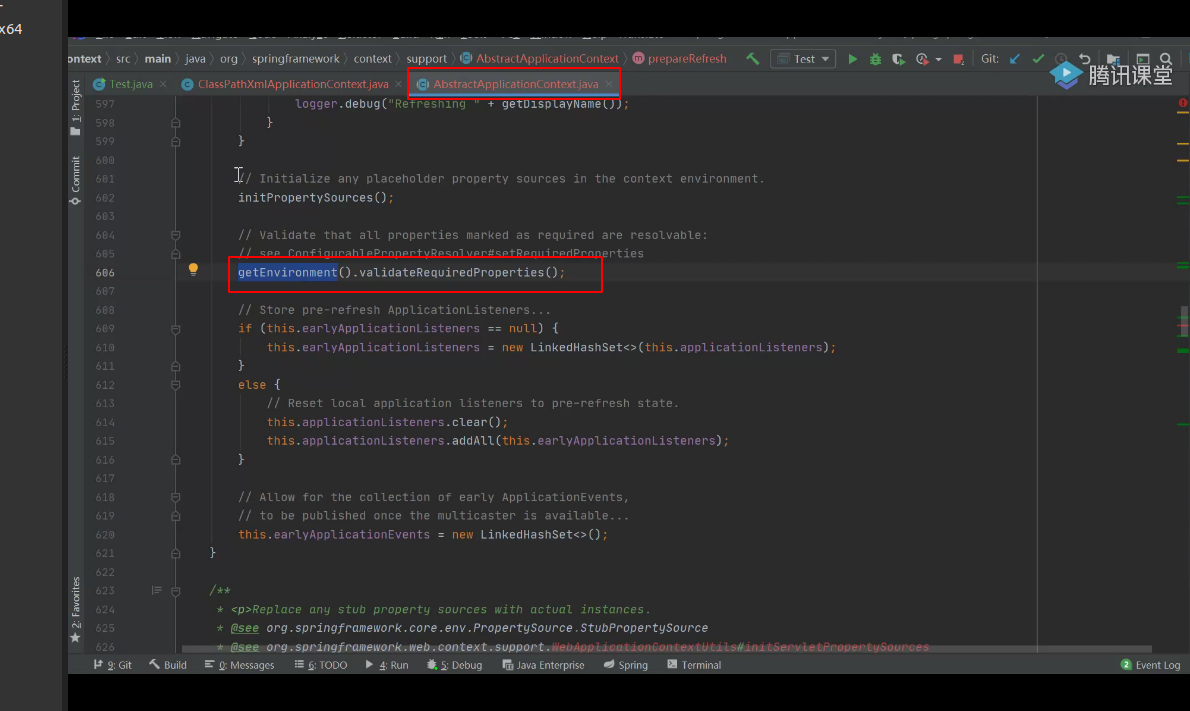 x64
ontext src main java org springframework context support AbstractApplicationContext prepareRefresh Test Git:
腾讯课堂
Test.java ClassPathXmlApplicationContext.java AbstractApplicationContext.java
1: Project
Commit
2: Favorites
597 logger.debug("Refreshing " + getDisplayName());
598 }
599 }
600
601 // Initialize any placeholder property sources in the context environment.
602 initPropertySources();
603
604 // Validate that all properties marked as required are resolvable:
605 // see ConfigurablePropertyResolver#setRequiredProperties
606 getEnvironment().validateRequiredProperties();
607
608 // Store pre-refresh ApplicationListeners...
609 if (this.earlyApplicationListeners == null) {
610 this.earlyApplicationListeners = new LinkedHashSet<>(this.applicationListeners);
611 }
612 else {
613 // Reset local application listeners to pre-refresh state.
614 this.applicationListeners.clear();
615 this.applicationListeners.addAll(this.earlyApplicationListeners);
616 }
617
618 // Allow for the collection of early ApplicationEvents,
619 // to be published once the multicaster is available...
620 this.earlyApplicationEvents = new LinkedHashSet<>();
621 }
622
623 /**
624 * <p>Replace any stub property sources with actual instances.
625 * @see org.springframework.core.env.PropertySource.StubPropertySource
626 * @see org.springframework.web.context.support.WebApplicationContextUtils#initServletPropertySources
9: Git Build 0: Messages 6: TODO 4: Run 5: Debug Java Enterprise Spring Terminal 2 Event Log